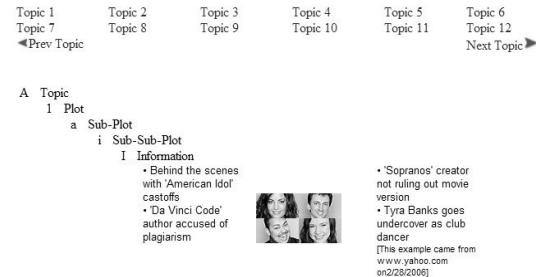 Topic 1 Topic 2 Topic 3 Topic 4 Topic 5 Topic 6
Topic 7 Topic 8 Topic 9 Topic 10 Topic 11 Topic 12
Prev Topic Next Topic
A Topic
1 Plot
a Sub-Plot
i Sub-Sub-Plot
I Information
• Behind the scenes
with 'American Idol'
castoffs
• 'Da Vinci Code'
author accused of
plagiarism
• 'Sopranos' creator
not ruling out movie
version
• Tyra Banks goes
undercover as club
dancer
[This example came from
www.yahoo.com
on2/28/2006]